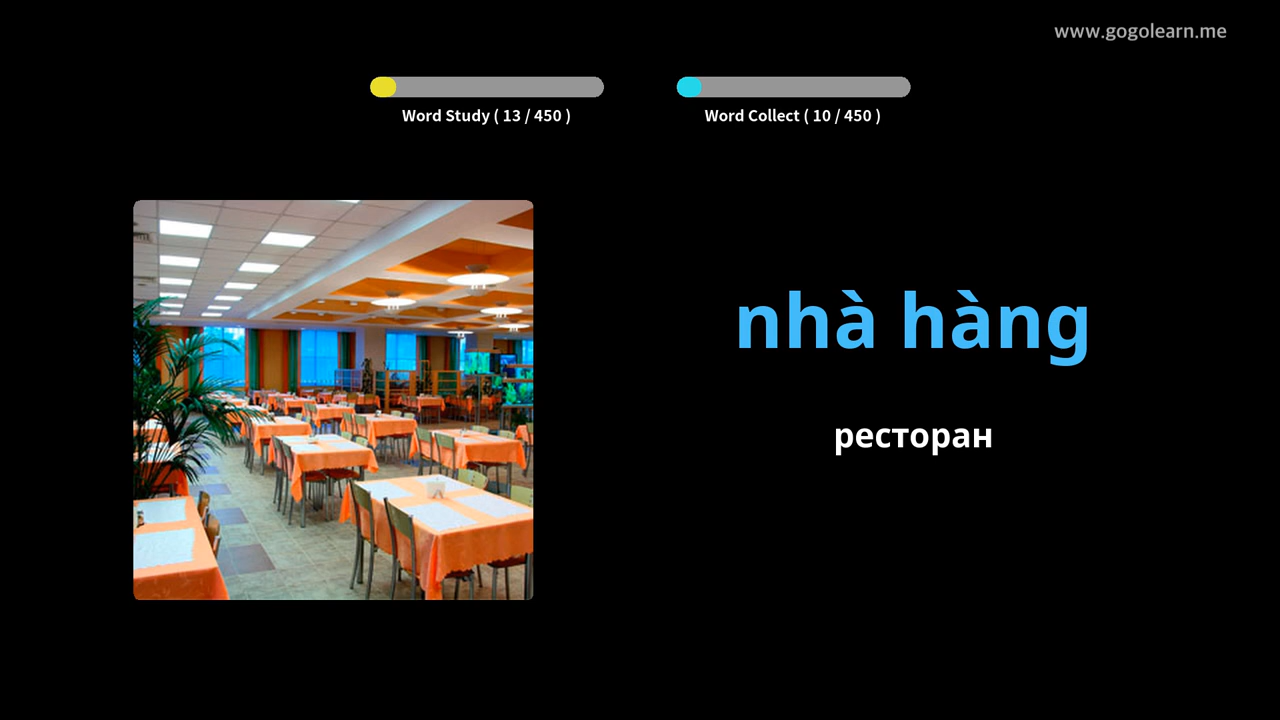 www.gogolearn.me
Word Study ( 13 / 450 )
Word Collect ( 10 / 450 )
nhà hàng
ресторан